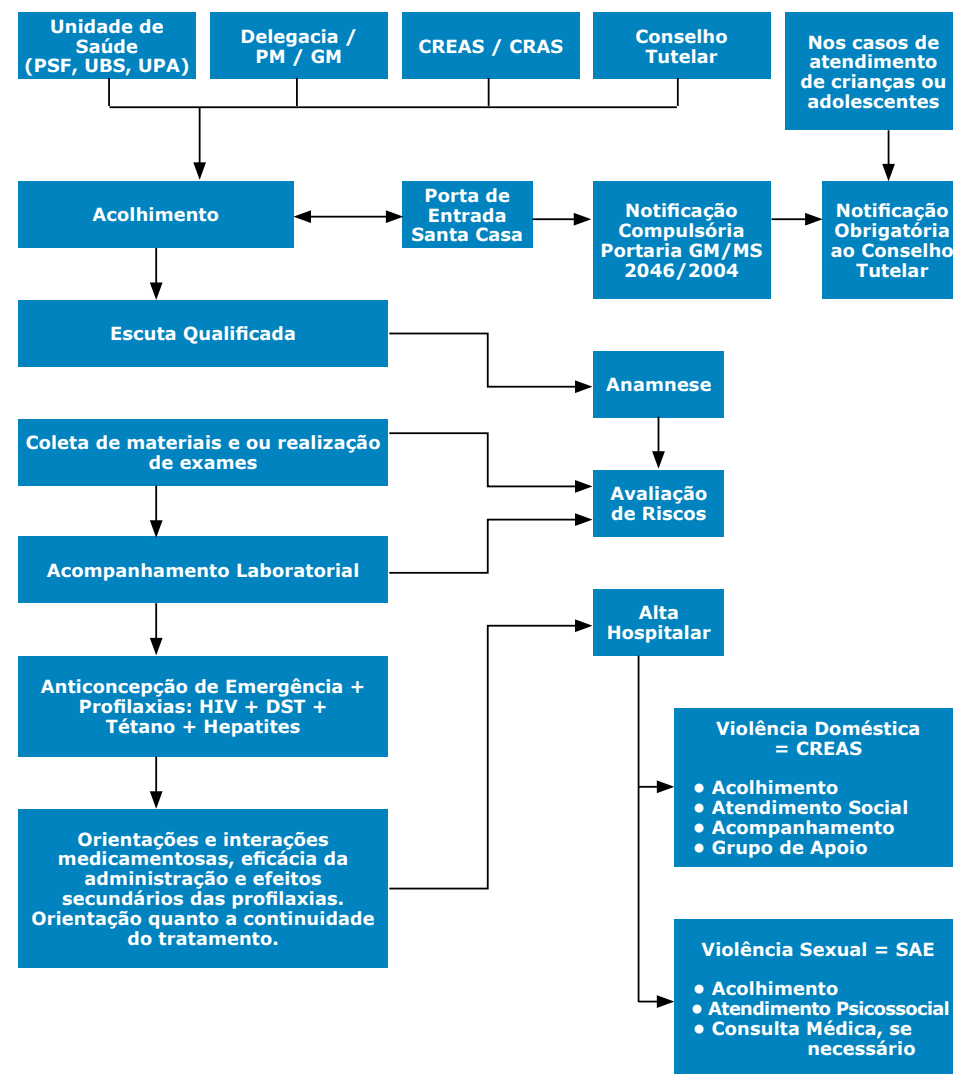 Unidade de
Saúde
(PSF, UBS, UPA)
Delegacia /
PM / GM
CREAS / CRAS
Conselho
Tutelar
Nos casos de
atendimento
de crianças ou
adolescentes
Acolhimento
Porta de
Entrada
Santa Casa
Notificação
Compulsória
Portaria GM/MS
2046/2004
Notificação
Obrigatória
ao Conselho
Tutelar
Escuta Qualificada
Anamnese
Coleta de materiais e ou realização
de exames
Avaliação
de Riscos
Acompanhamento Laboratorial
Alta
Hospitalar
Anticoncepção de Emergência +
Profilaxias: HIV + DST +
Tétano + Hepatites
Violência Doméstica
= CREAS
● Acolhimento
● Atendimento Social
● Acompanhamento
● Grupo de Apoio
Orientações e interações
medicamentosas, eficácia da
administração e efeitos
secundários das profilaxias.
Orientação quanto a continuidade
do tratamento.
Violência Sexual = SAE
● Acolhimento
● Atendimento Psicossocial
● Consulta Médica, se
necessário